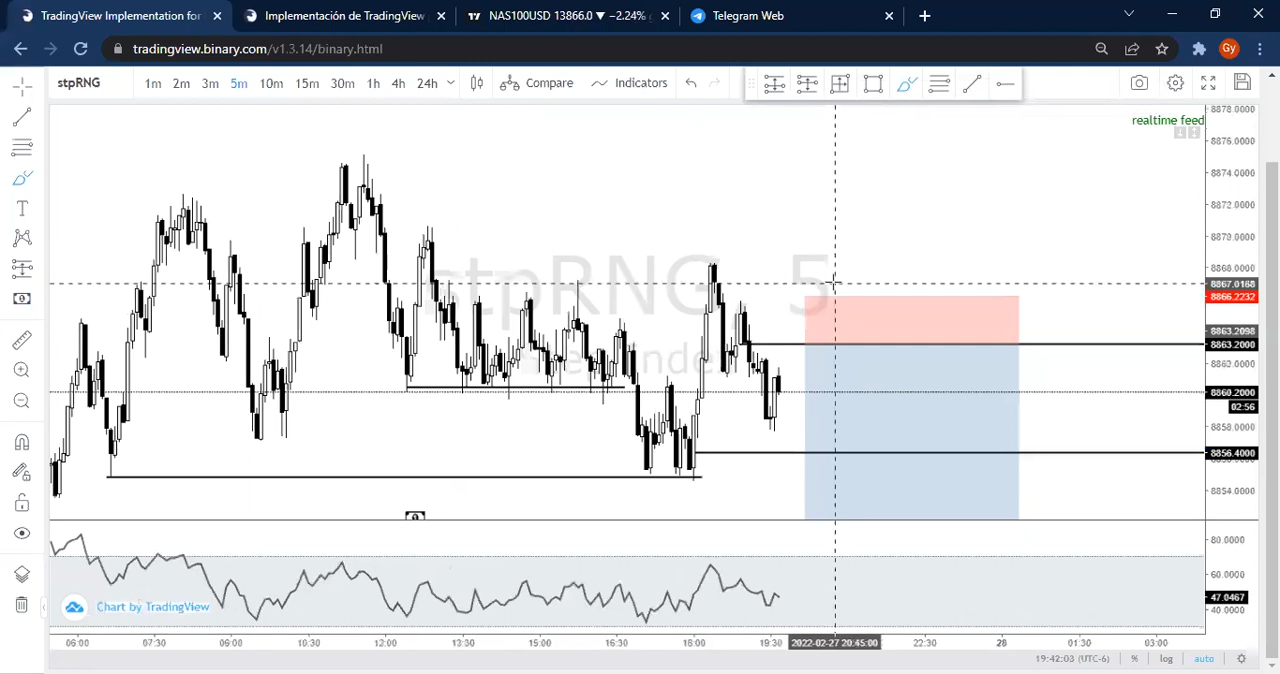 TradingView Implementation for
Implementación de TradingView
NAS100USD 13866.0 ▼ −2.24%
Telegram Web
tradingview.binary.com/v1.3.14/binary.html
Gy
stpRNG
1m 2m 3m 5m 10m 15m 30m 1h 4h 24h
Compare
Indicators
realtime feed
stpRNG, 5
8878.0000
8876.0000
8874.0000
8872.0000
8870.0000
8868.0000
8867.0168
8866.2232
8863.2098
8863.2000
8862.0000
8860.2000
02:56
8858.0000
8856.4000
8854.0000
80.0000
60.0000
47.0467
40.0000
Chart by TradingView
06:00 07:30 09:00 10:30 12:00 13:30 15:00 16:30 18:00 19:30 2022-02-27 20:45:00 22:30 28 01:30 03:00
19:42:03 (UTC-6) % log auto